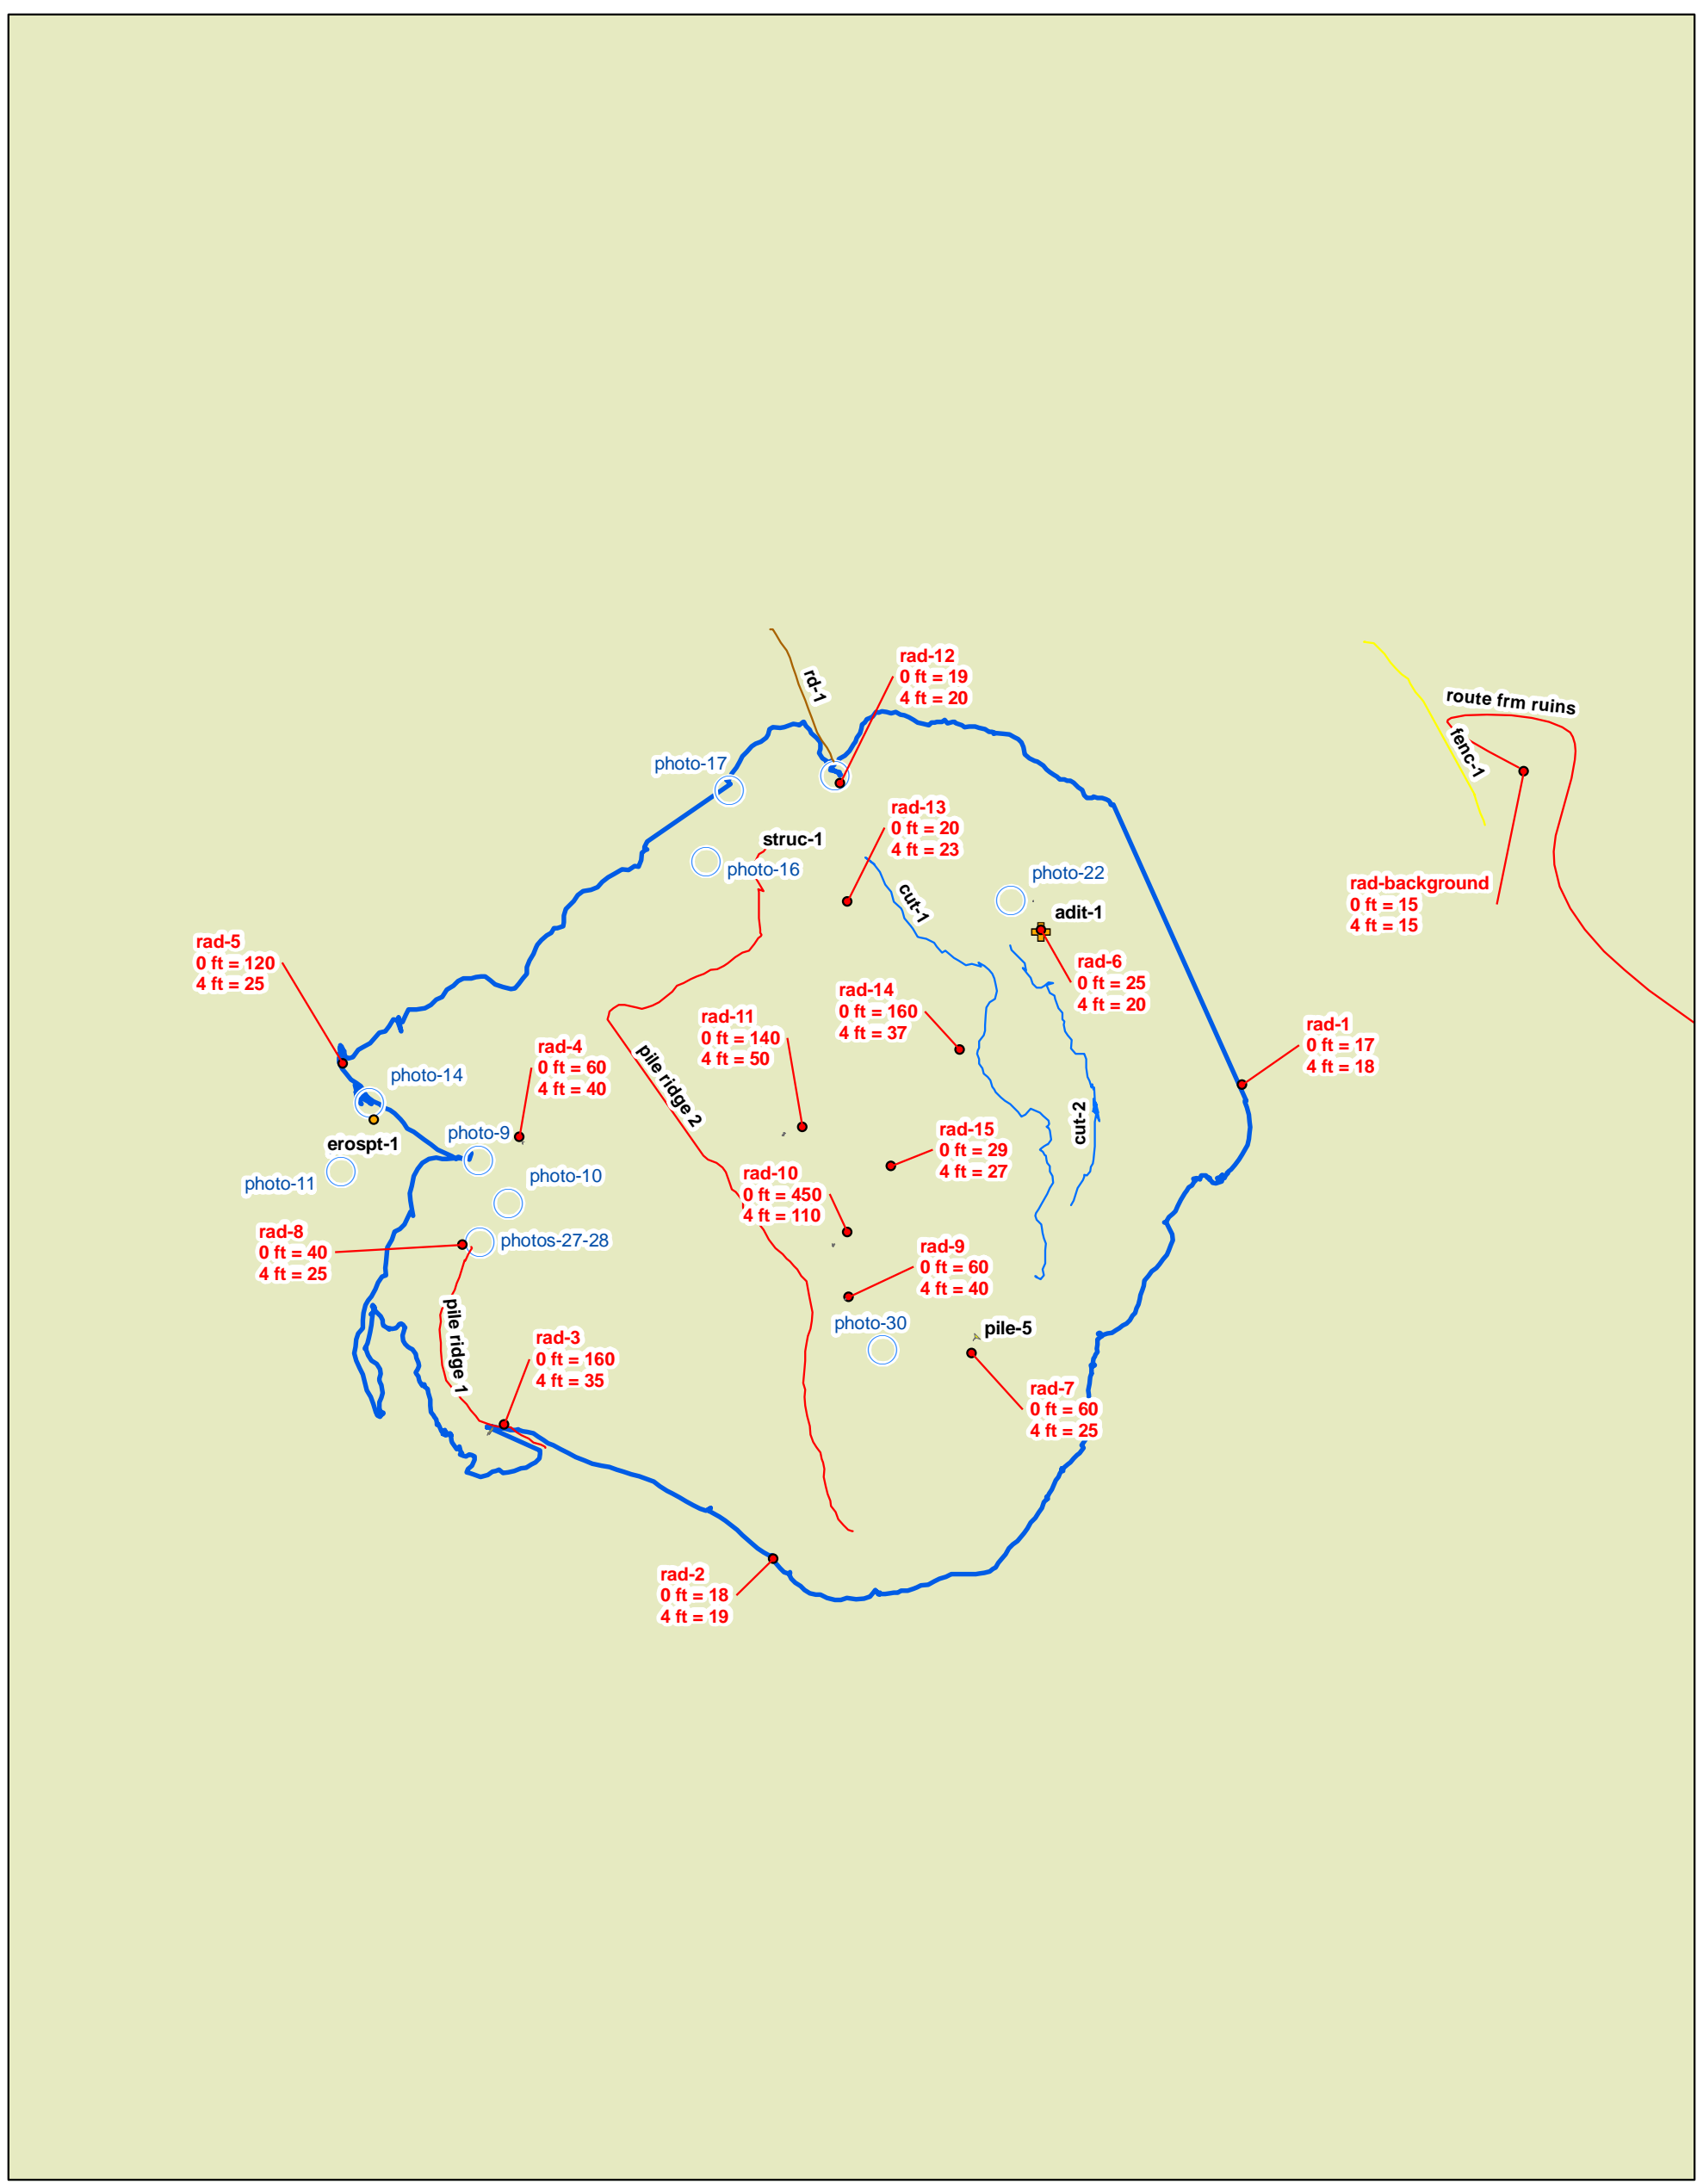 rad-12
0 ft = 19
4 ft = 20
rd-1
route frm ruins
fenc-1
photo-17
rad-13
0 ft = 20
4 ft = 23
struc-1
photo-16
photo-22
cut-1
adit-1
rad-background
0 ft = 15
4 ft = 15
rad-5
0 ft = 120
4 ft = 25
rad-6
0 ft = 25
4 ft = 20
rad-14
0 ft = 160
4 ft = 37
rad-11
0 ft = 140
4 ft = 50
rad-1
0 ft = 17
4 ft = 18
rad-4
0 ft = 60
4 ft = 40
pile ridge 2
photo-14
cut-2
photo-9
erospt-1
rad-15
0 ft = 29
4 ft = 27
photo-11
photo-10
rad-10
0 ft = 450
4 ft = 110
rad-8
0 ft = 40
4 ft = 25
photos-27-28
rad-9
0 ft = 60
4 ft = 40
pile ridge 1
photo-30
pile-5
rad-3
0 ft = 160
4 ft = 35
rad-7
0 ft = 60
4 ft = 25
rad-2
0 ft = 18
4 ft = 19